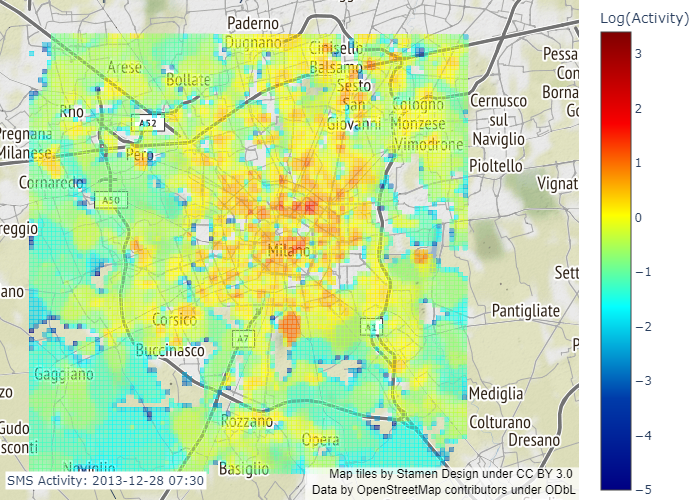 Log(Activity)
3
2
1
0
−1
−2
−3
−4
−5
Paderno
Dugnano
Cinisello
Balsamo
Sesto
San
Giovanni
Arese
Bollate
Rho
A52
Pregnana
Milanese
Pero
Cologno
Monzese
Vimodrone
Cernusco
sul
Naviglio
Pioltello
Pessa
Con
Borna
Go
Vignat
Cornaredo
A50
reggio
Milano
Sett
ano
Pantigliate
Corsico
A7
A1
Buccinasco
P
Gaggiano
zo
Mediglia
Gudo
sconti
Rozzano
Opera
Colturano
Dresano
Noviglio
Basiglio
SMS Activity: 2013-12-28 07:30
Map tiles by Stamen Design under CC BY 3.0
Data by OpenStreetMap contributors under ODbL